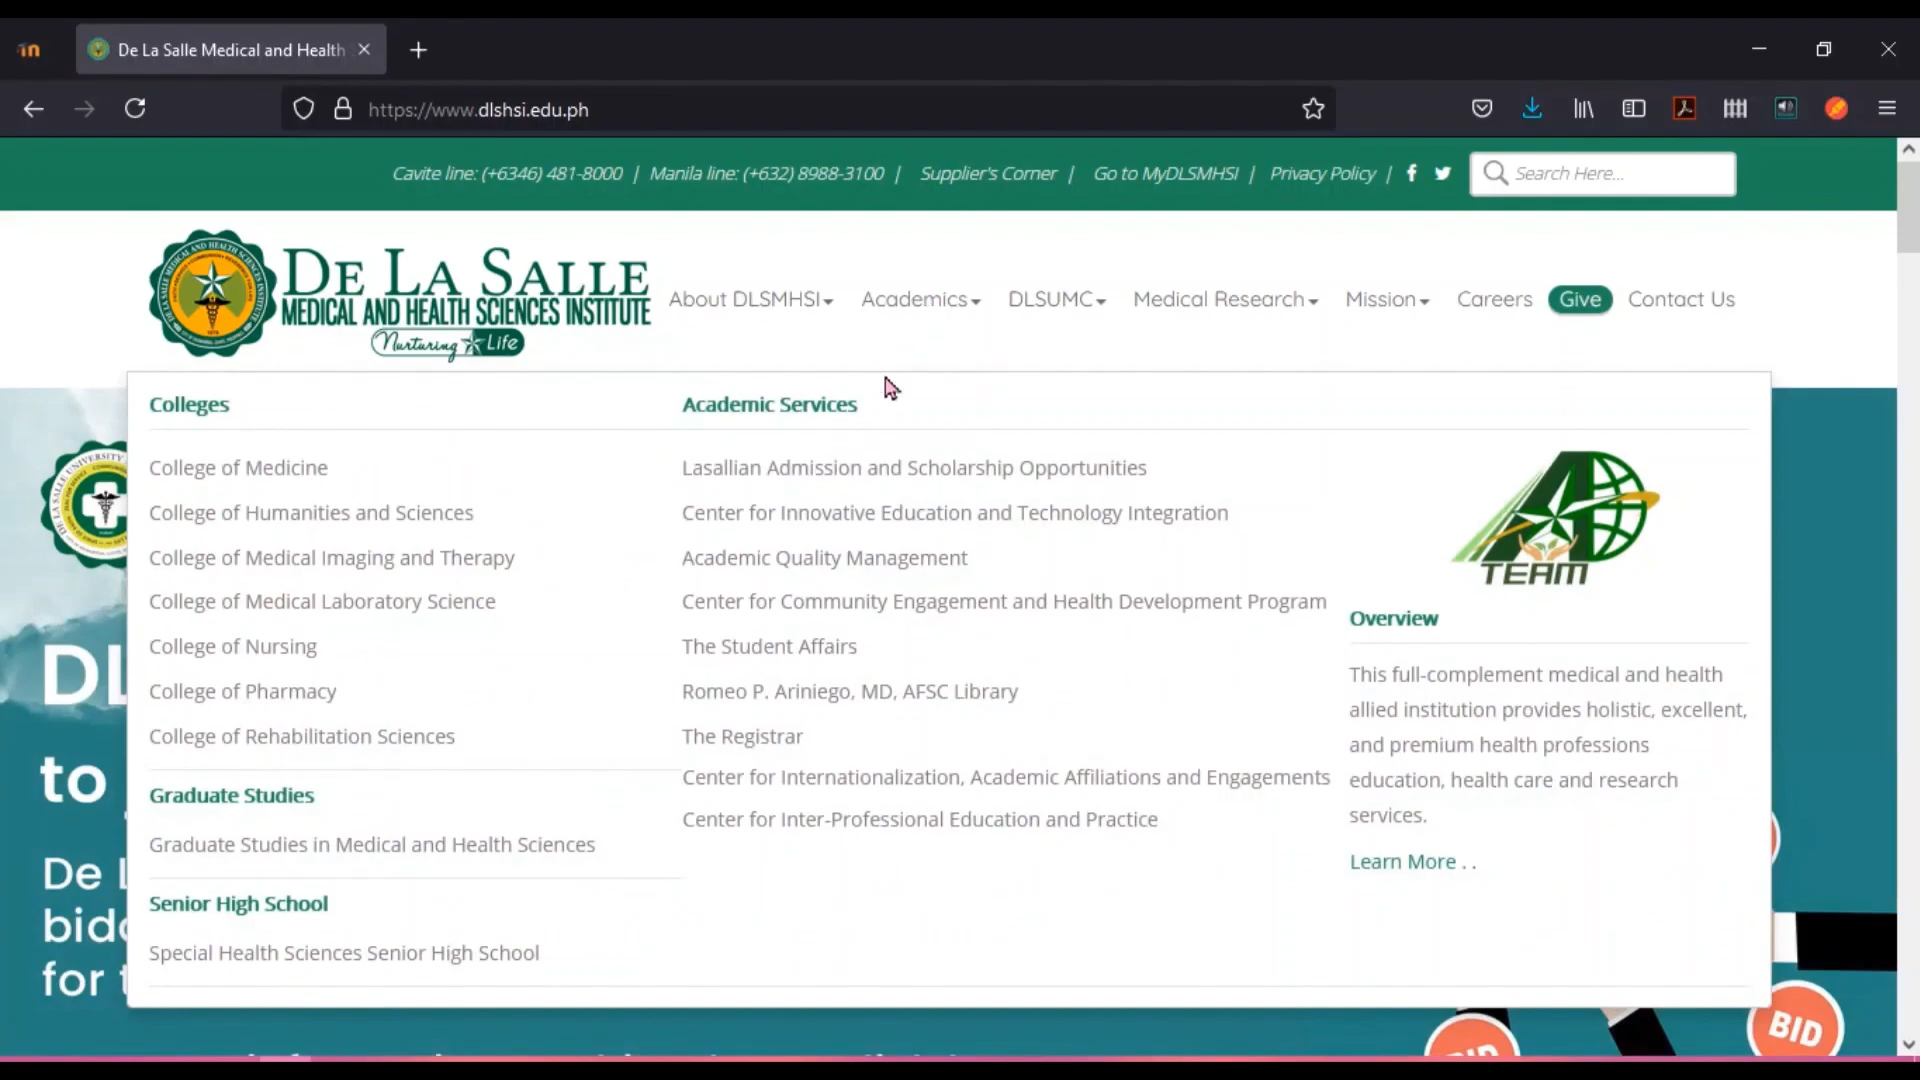 De La Salle Medical and Health
https://www.dlshsi.edu.ph
Cavite line: (+6346) 481-8000 | Manila line: (+632) 8988-3100 | Supplier's Corner | Go to MyDLSMHSI | Privacy Policy |
Search Here...
DE LA SALLE
MEDICAL AND HEALTH SCIENCES INSTITUTE
Nurturing Life
About DLSMHSI Academics DLSUMC Medical Research Mission Careers Give Contact Us
Colleges
College of Medicine
College of Humanities and Sciences
College of Medical Imaging and Therapy
College of Medical Laboratory Science
College of Nursing
College of Pharmacy
College of Rehabilitation Sciences
Graduate Studies
Graduate Studies in Medical and Health Sciences
Senior High School
Special Health Sciences Senior High School
Academic Services
Lasallian Admission and Scholarship Opportunities
Center for Innovative Education and Technology Integration
Academic Quality Management
Center for Community Engagement and Health Development Program
The Student Affairs
Romeo P. Ariniego, MD, AFSC Library
The Registrar
Center for Internationalization, Academic Affiliations and Engagements
Center for Inter-Professional Education and Practice
A
TEAM
Overview
This full-complement medical and health
allied institution provides holistic, excellent,
and premium health professions
education, health care and research
services.
Learn More . .
DL
to
De L
bid
for
BID
BID